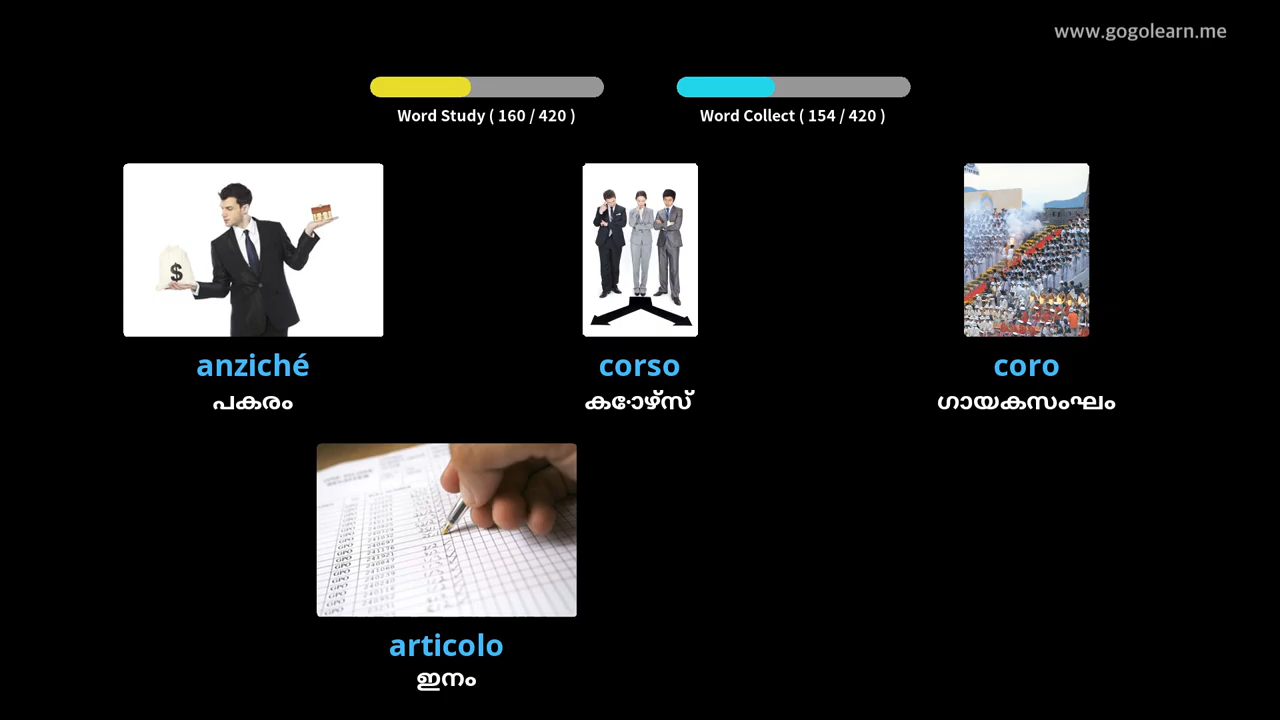 www.gogolearn.me
Word Study ( 160 / 420 )
Word Collect ( 154 / 420 )
$
anziché
corso
coro
പകരം
കോഴ്സ്
ഗായകസംഘം
articolo
ഇനം